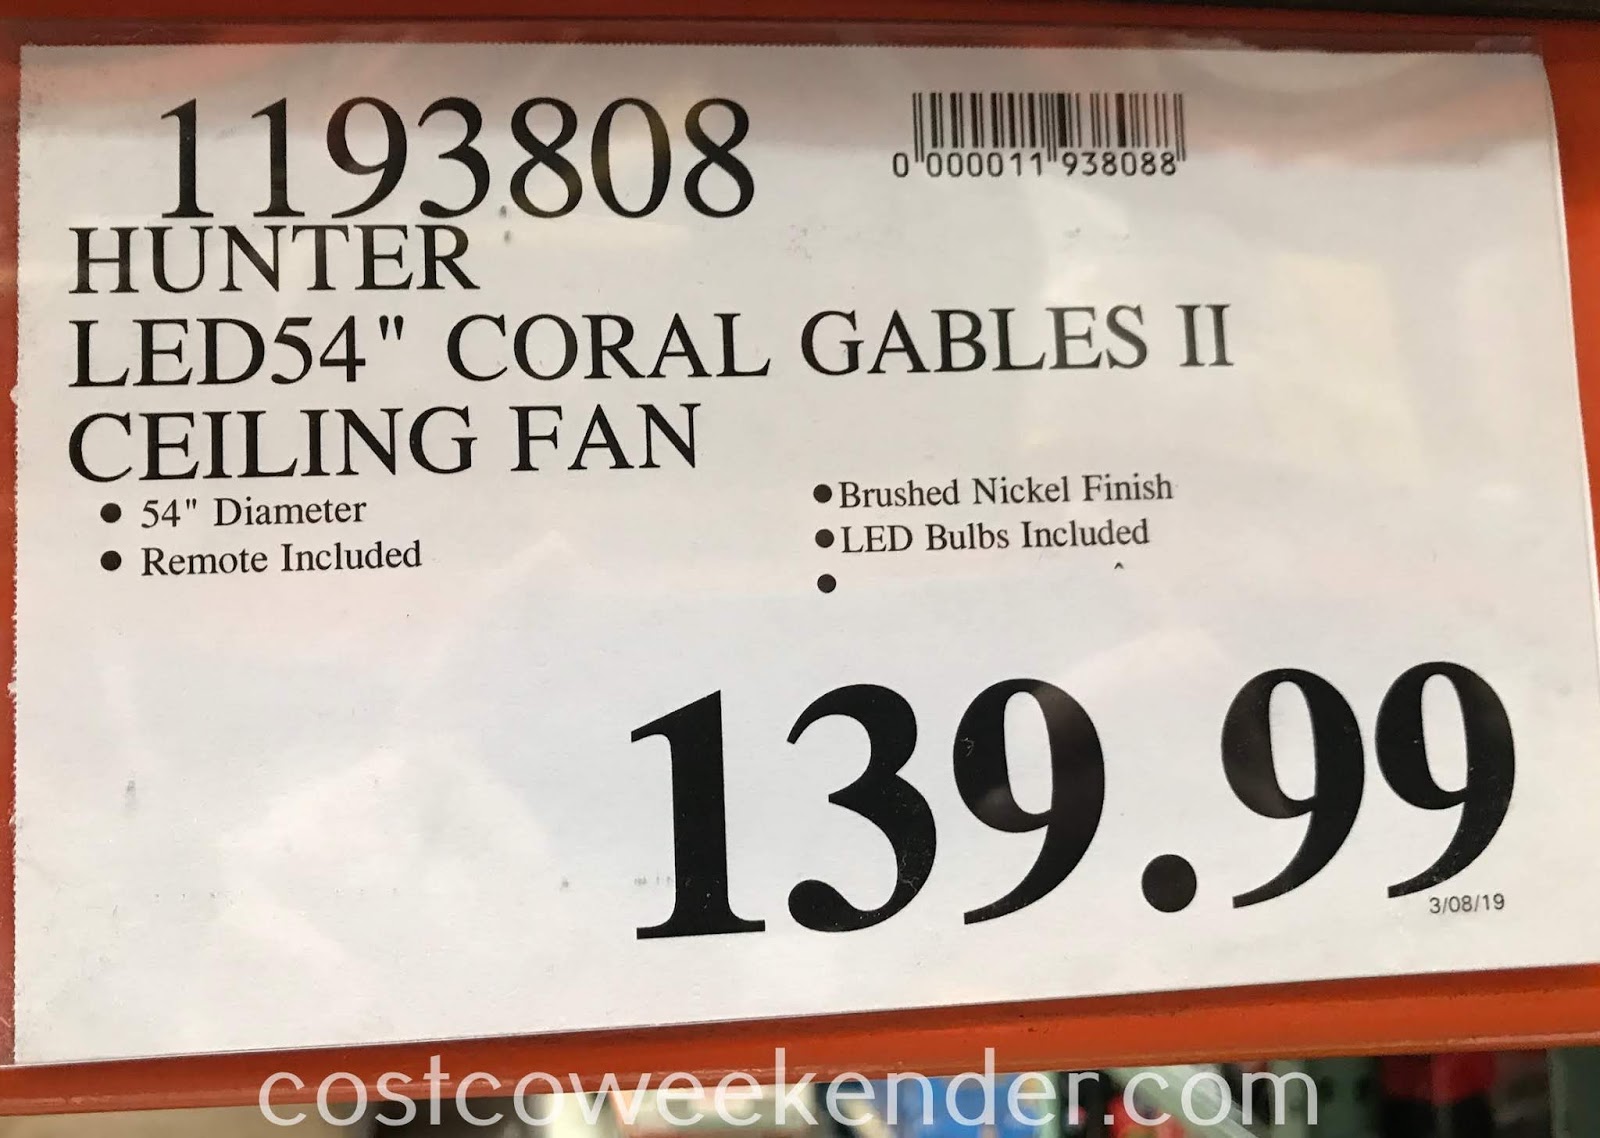 1193808
0 000011 938088
HUNTER
LED54" CORAL GABLES II
CEILING FAN
• 54" Diameter
• Remote Included
• Brushed Nickel Finish
• LED Bulbs Included
•
139.99
3/08/19
costcoweekender.com